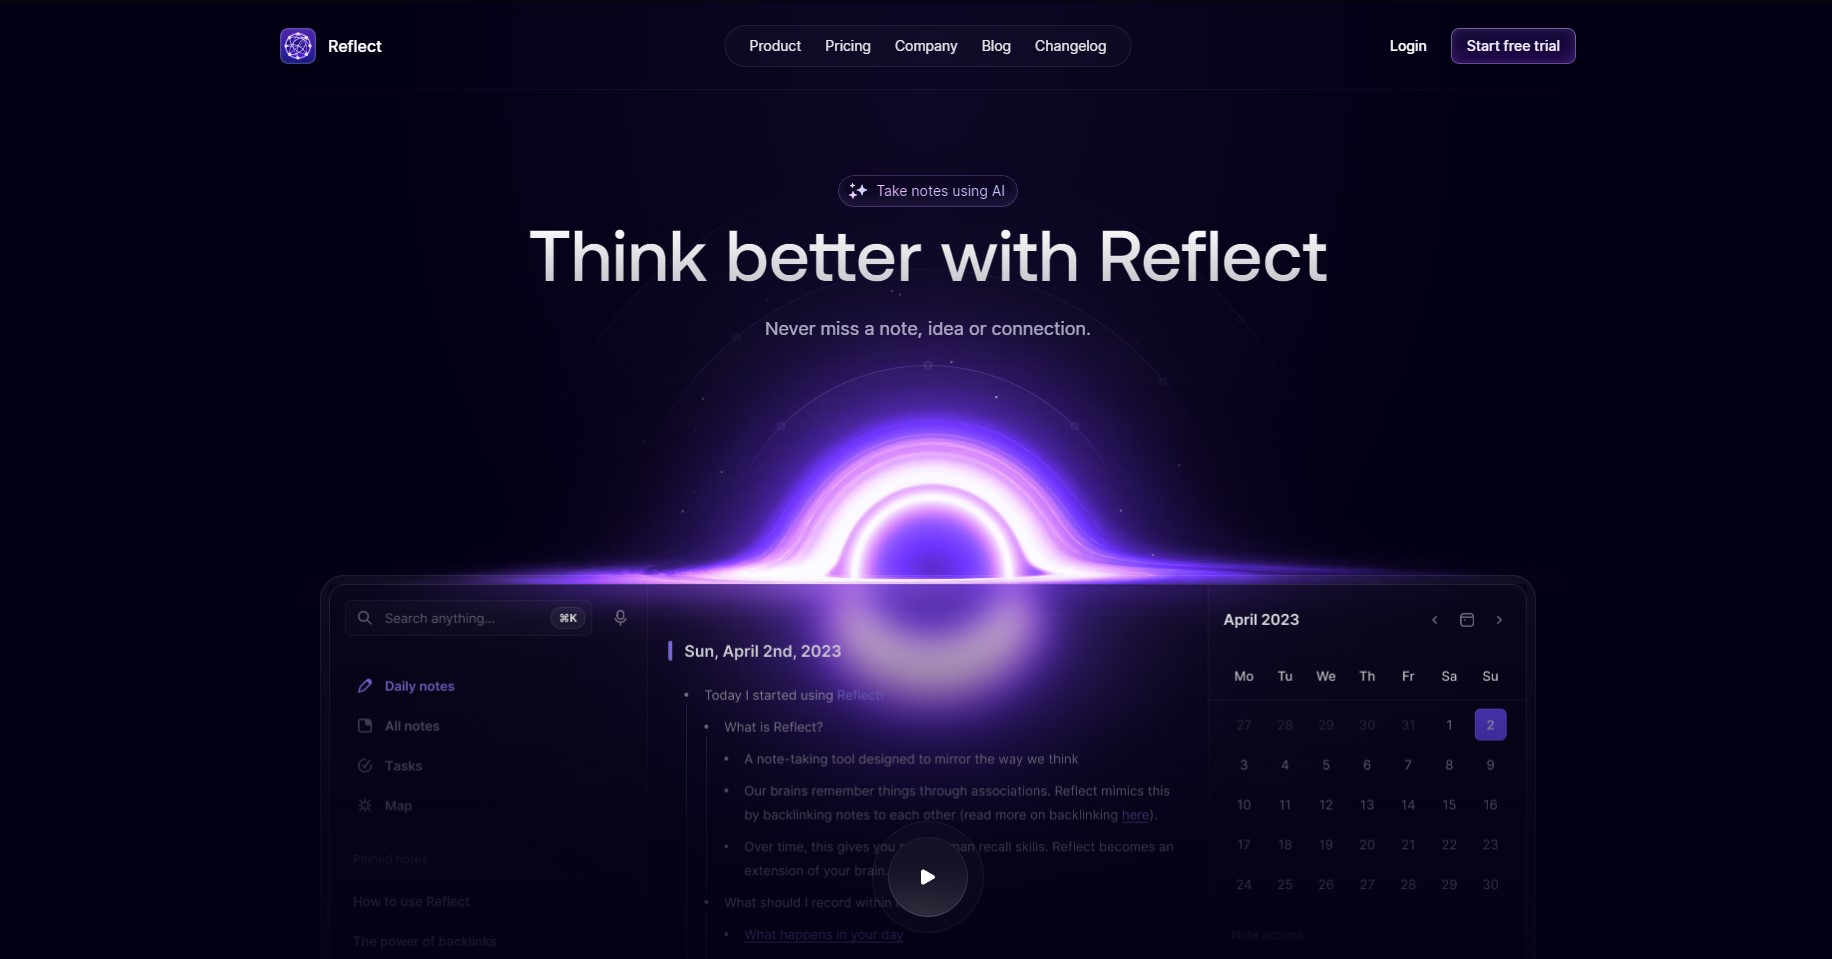 Reflect
Product Pricing Company Blog Changelog
Login
Start free trial
Take notes using AI
Think better with Reflect
Never miss a note, idea or connection.
Search anything...
⌘K
Daily notes
All notes
Tasks
Map
Pinned notes
How to use Reflect
The power of backlinks
Sun, April 2nd, 2023
Today I started using Reflect!
What is Reflect?
A note-taking tool designed to mirror the way we think
Our brains remember things through associations. Reflect mimics this
by backlinking notes to each other (read more on backlinking here).
Over time, this gives you recall skills. Reflect becomes an
extension of your brain.
What should I record within
What happens in your day
April 2023
Mo Tu We Th Fr Sa Su
27 28 29 30 31 1 2
3 4 5 6 7 8 9
10 11 12 13 14 15 16
17 18 19 20 21 22 23
24 25 26 27 28 29 30
Note actions